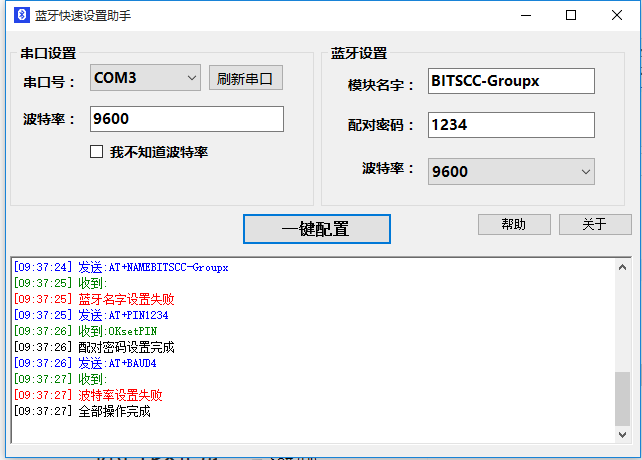 蓝牙快速设置助手
串口设置
串口号： COM3 刷新串口
波特率： 9600
我不知道波特率
蓝牙设置
模块名字： BITSCC-Groupx
配对密码： 1234
波特率： 9600
一键配置 帮助 关于
[09:37:24] 发送:AT+NAMEBITSCC-Groupx
[09:37:25] 收到:
[09:37:25] 蓝牙名字设置失败
[09:37:25] 发送:AT+PIN1234
[09:37:26] 收到:OKsetPIN
[09:37:26] 配对密码设置完成
[09:37:26] 发送:AT+BAUD4
[09:37:27] 收到:
[09:37:27] 波特率设置失败
[09:37:27] 全部操作完成